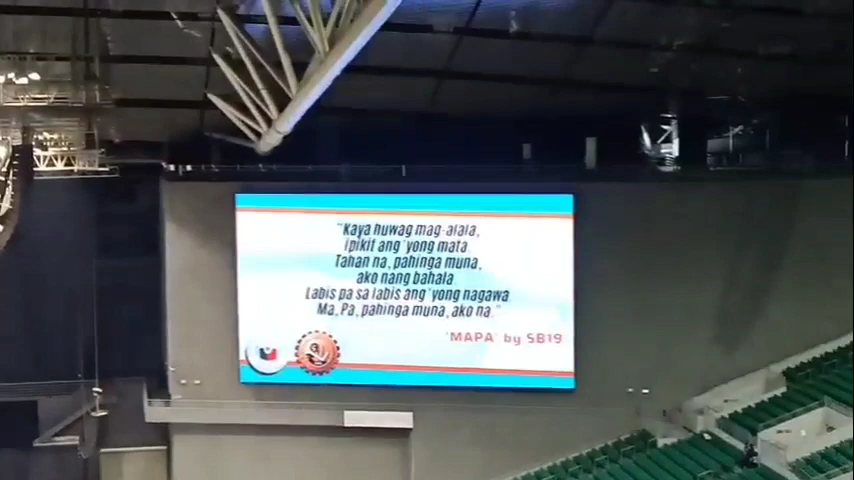 "Kaya huwag mag-alala,
ipikit ang 'yong mata
Tahan na, pahinga muna,
ako nang bahala
Labis pa sa labis ang 'yong nagawa
Ma, Pa, pahinga muna, ako na."
"MAPA" by SB19